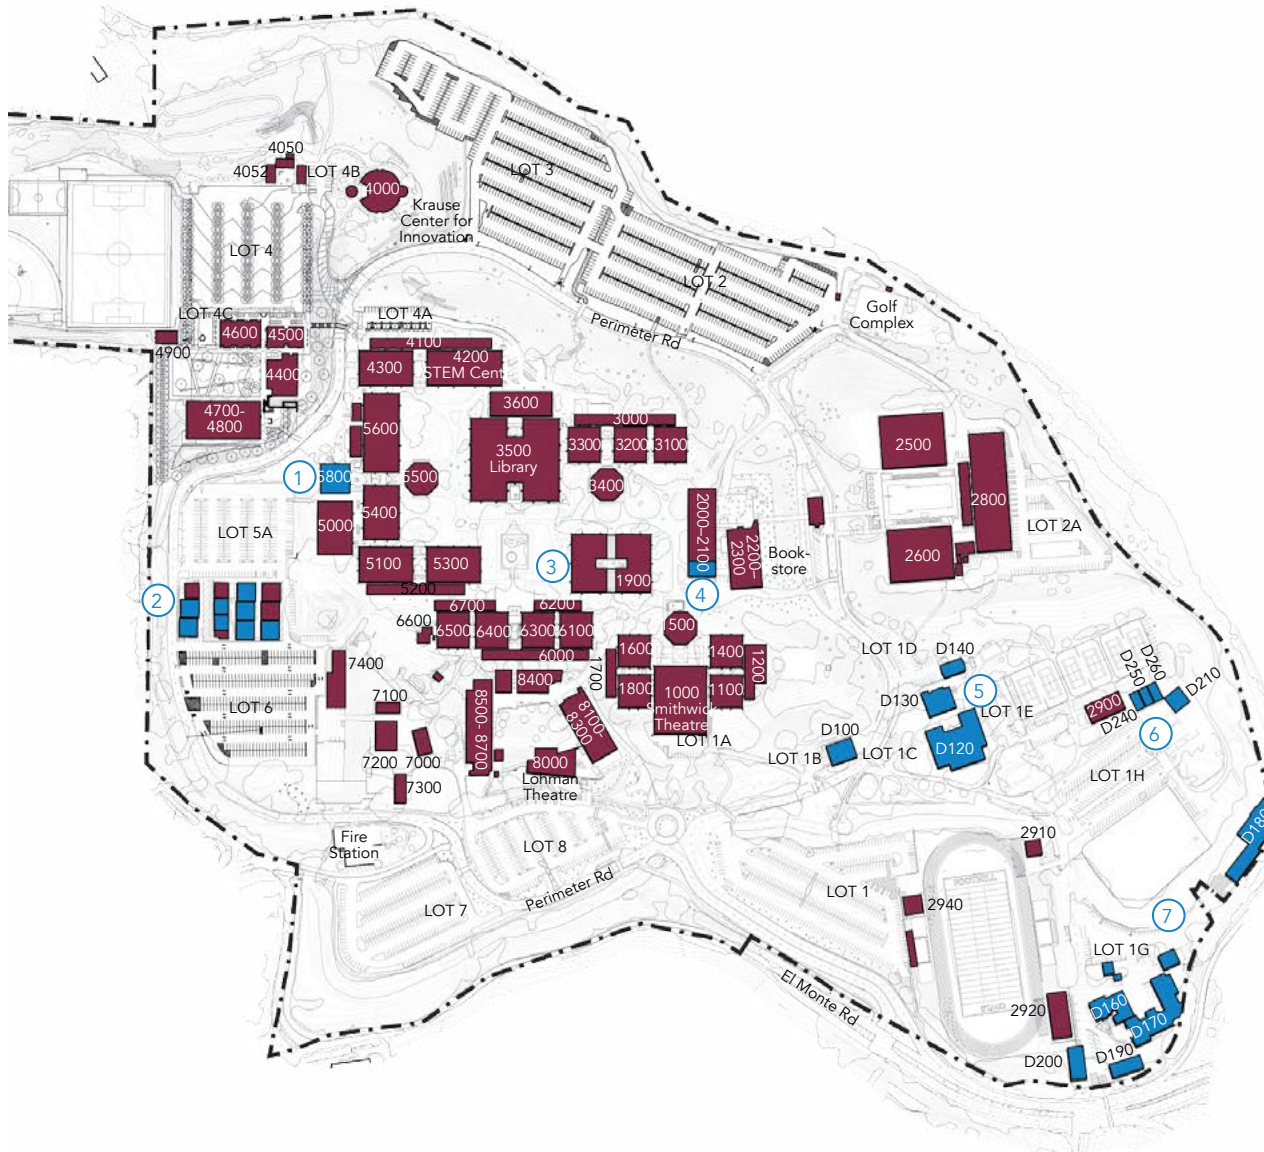 4050
4052
LOT 4B
4000
LOT 3
Krause
Center for
Innovation
LOT 4
LOT 2
Golf
Complex
LOT 4C
LOT 4A
Perimeter Rd
4600
4500
4900
4100
4300
4200
STEM Cent
4400
4700-
4800
3600
3000
5600
3300
3200
3100
2500
3500
Library
1
5800
5500
3400
2000–2100
2800
5400
5000
LOT 5A
LOT 2A
2200–
2300
Book-
store
2600
5100
5300
3
1900
5200
4
2
6700
6200
6600
6500
6400
6300
6100
500
6000
1600
1400
1200
LOT 1D
D140
7400
1700
8400
D130
5
D250
D260
D210
1800
1000
Smithwick
Theatre
1100
LOT 1E
2900
D240
6
LOT 6
7100
8500- 8700
8100-
8300
LOT 1A
D100
LOT 1B
LOT 1C
D120
7200
7000
8000
Lohman
Theatre
LOT 1H
7300
D180
Fire
Station
LOT 8
2910
Perimeter Rd
LOT 7
LOT 1
2940
7
LOT 1G
El Monte Rd
2920
D160
D170
D200
D190